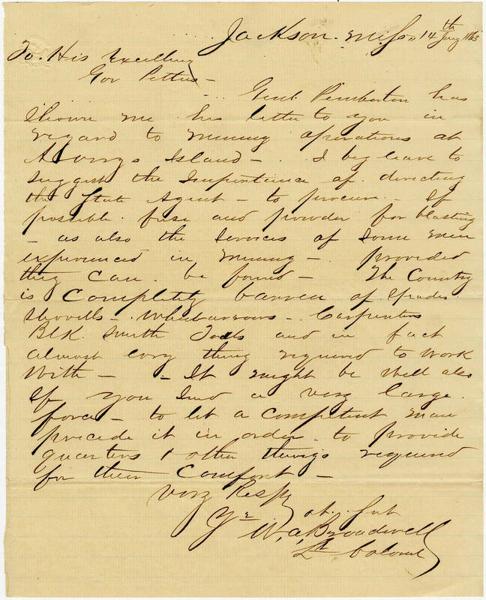 Jackson Miss 14th Jany 1863
To His Excellency
Gov Pettus -
Genl Pemberton has
Shown me his letter to you in
regard to mining operations at
Averys Island - I beg leave to
suggest the importance of directing
the State Agent - to procure - If
possible - fuse and powder for blasting
- as also the services of some men
experienced in mining - provided
they can be found - The Country
is completely barren of Spades
Shovells - Wheelbarrows - Carpenters
Blk. Smith Tools and in fact
almost every thing required to work
with - - It might be well also
If you send a very large
force - to let a competent man
precede it in order - to provide
quarters & other things required
for their comfort -
very Respy
Yr obt. Svt
W. A. Broadwell
Lt Colonel